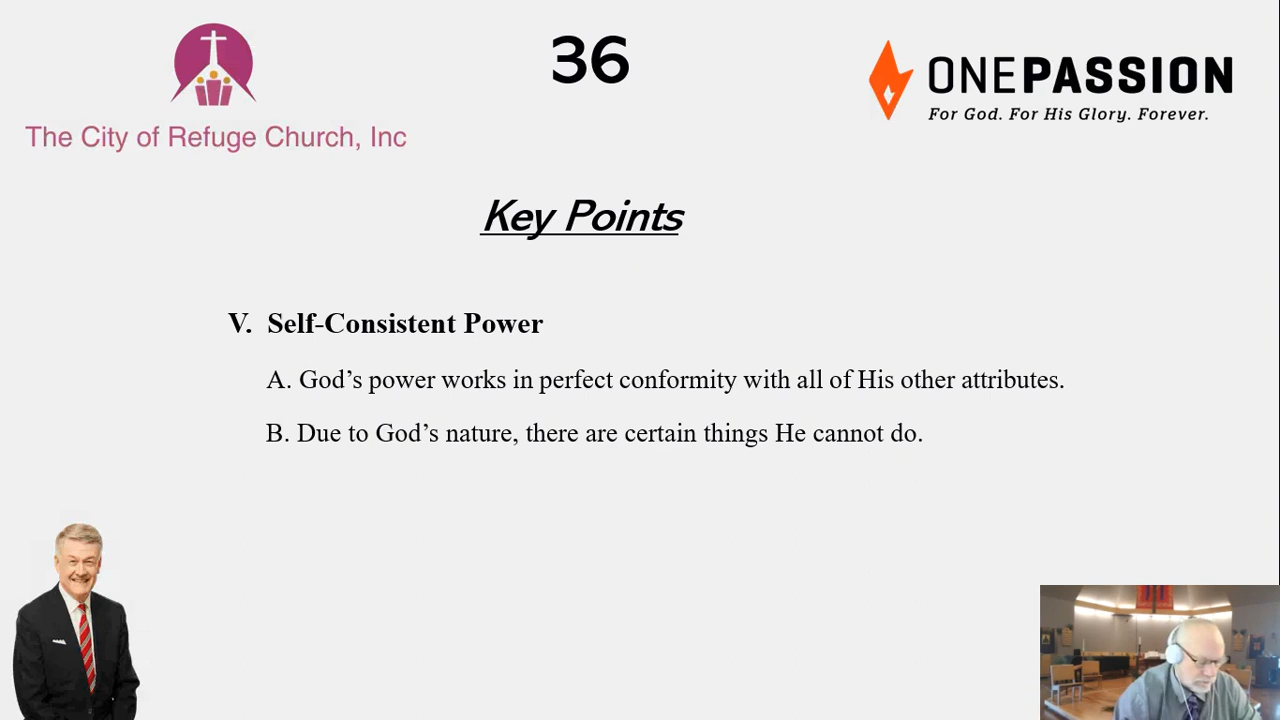 36
The City of Refuge Church, Inc
ONEPASSION
For God. For His Glory. Forever.
Key Points
V. Self-Consistent Power
A. God’s power works in perfect conformity with all of His other attributes.
B. Due to God’s nature, there are certain things He cannot do.